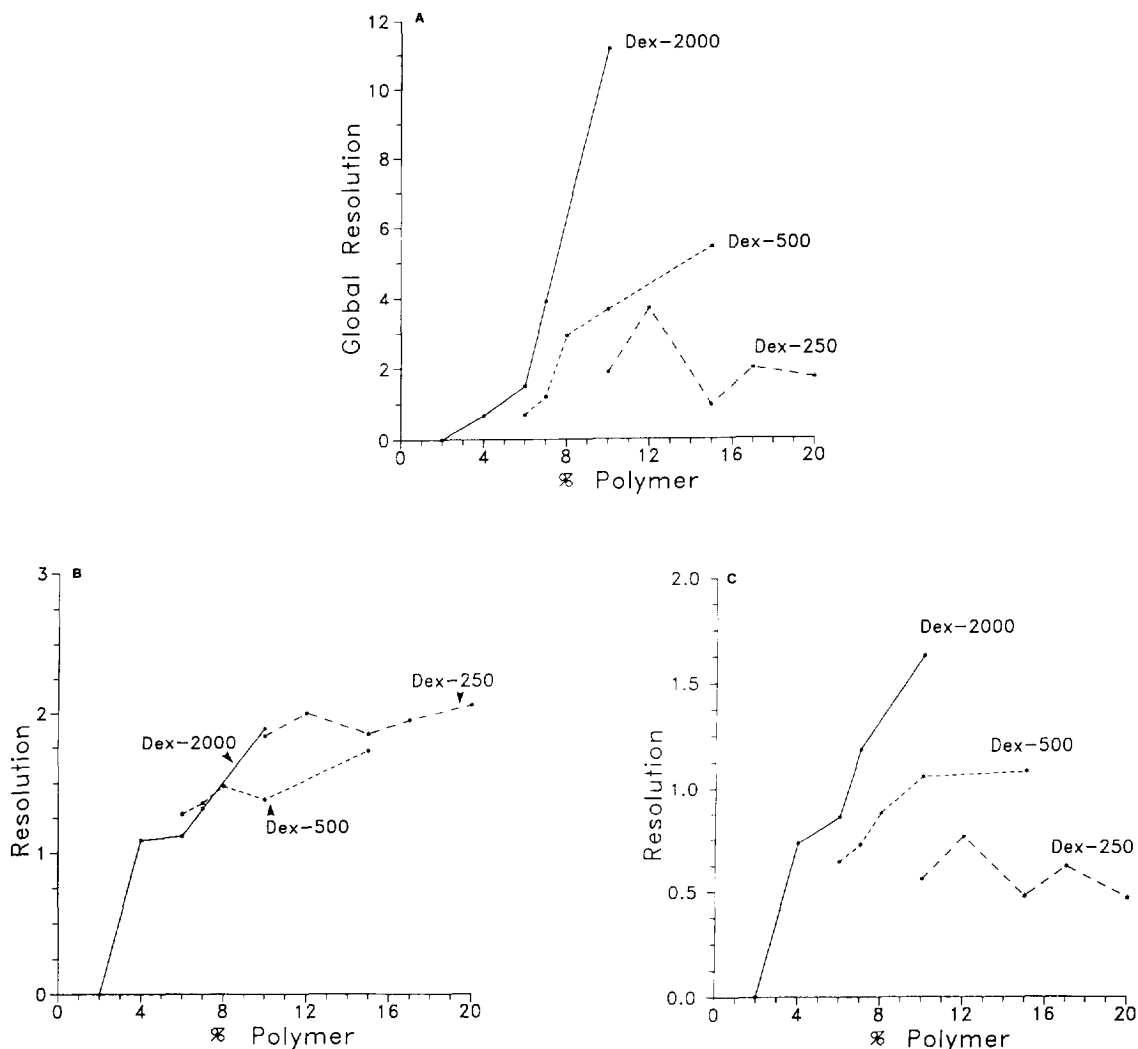 A
12
10
8
6
4
2
0
Global Resolution
Dex-2000
Dex-500
Dex-250
0 4 8 12 16 20
% Polymer
B
3
2
1
0
Resolution
Dex-250
Dex-2000
Dex-500
0 4 8 12 16 20
% Polymer
C
2.0
1.5
1.0
0.5
0.0
Resolution
Dex-2000
Dex-500
Dex-250
0 4 8 12 16 20
% Polymer